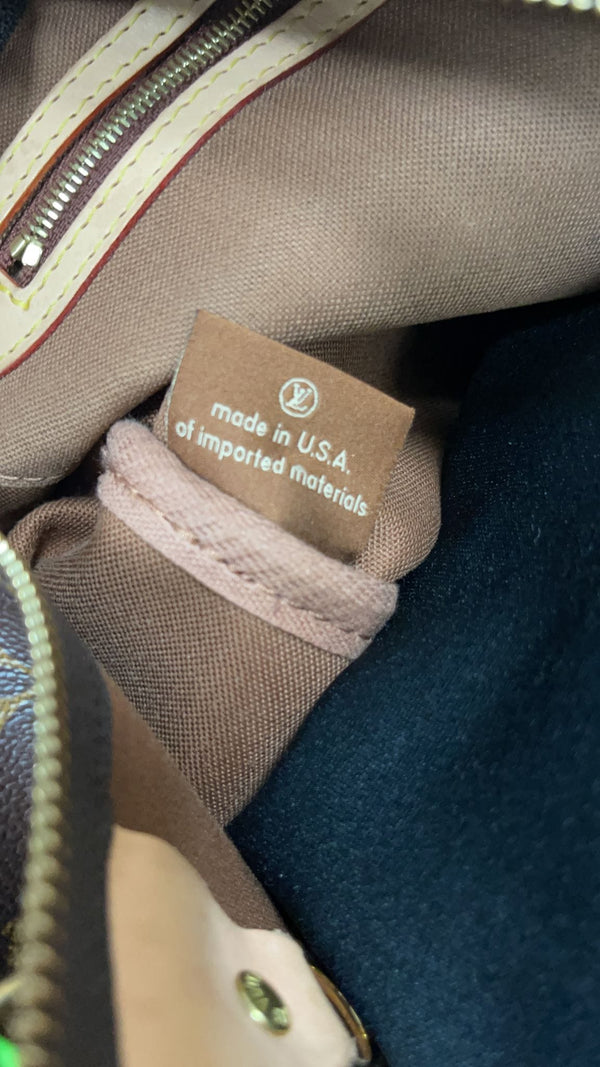 LV
made in U.S.A.
of imported materials